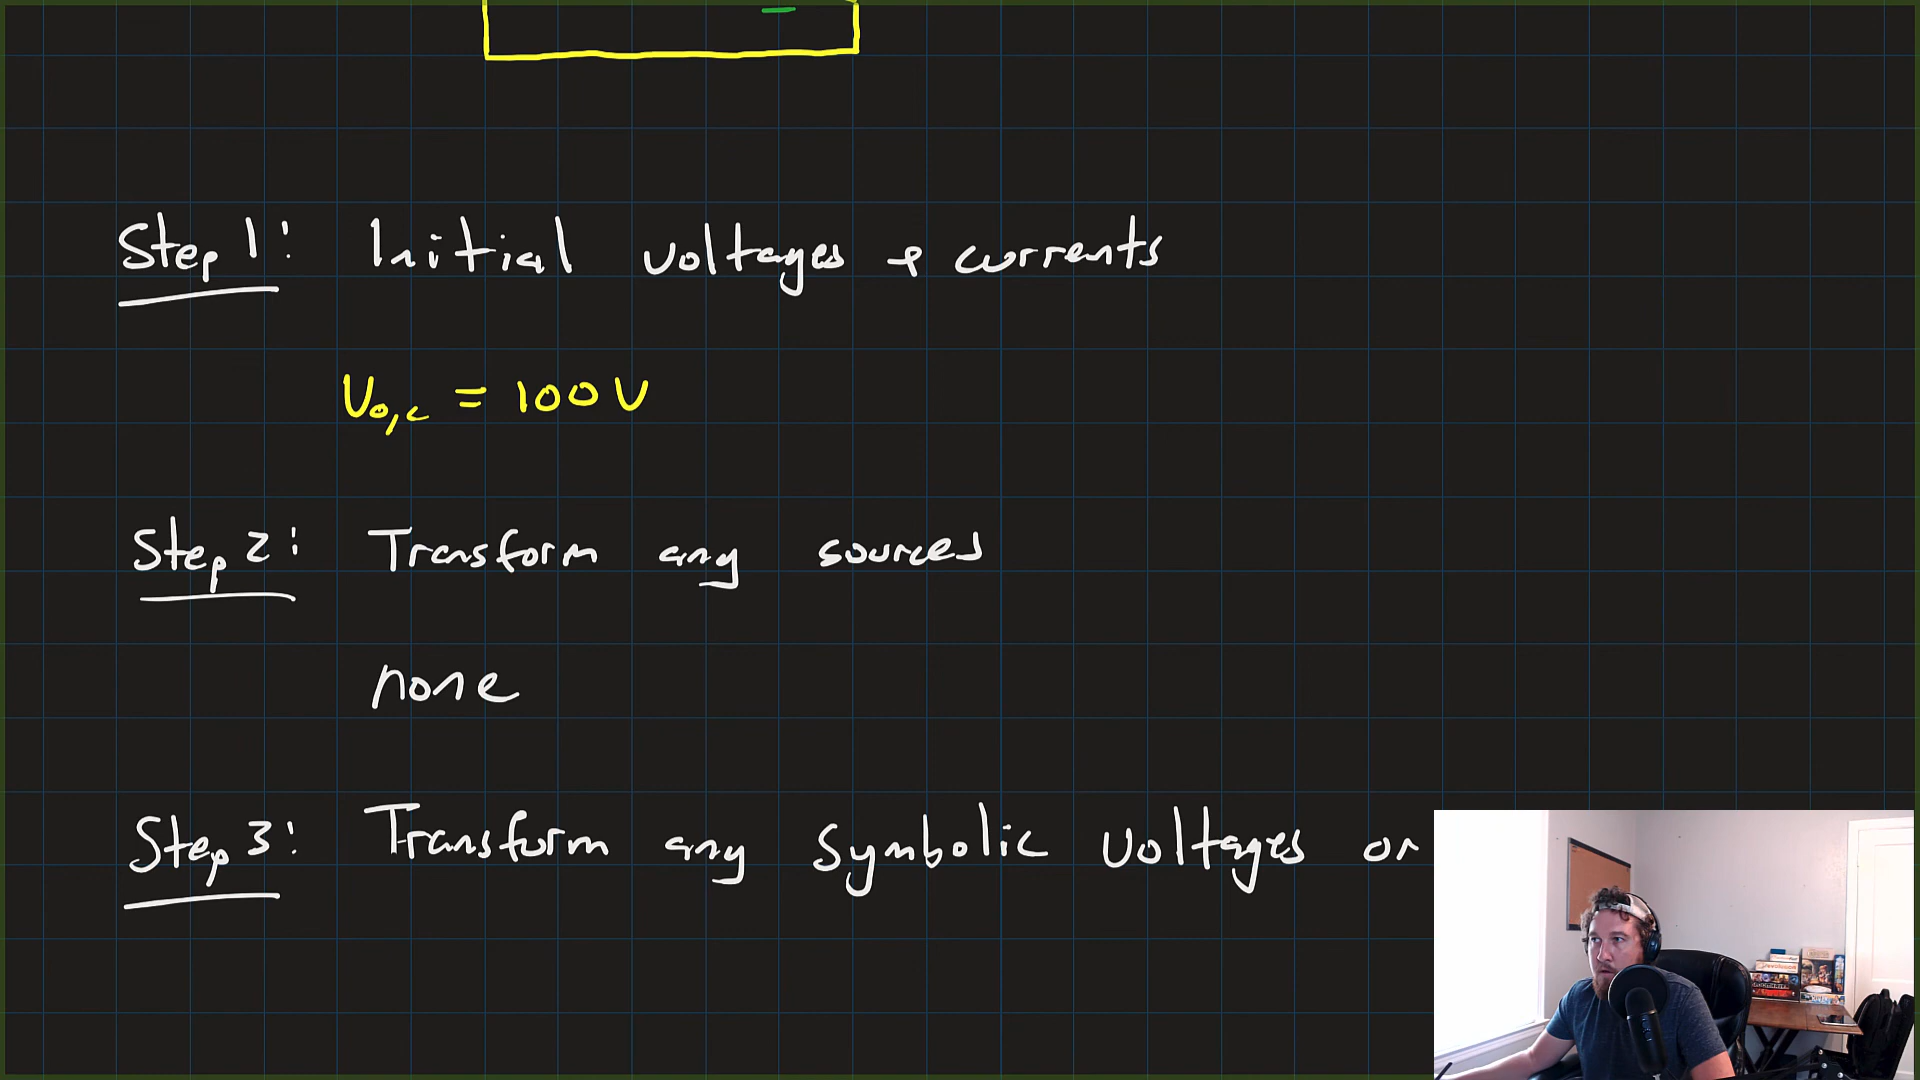 Step 1: Initial voltages & currents
V0,c = 100 V
Step 2: Transform any sources
none
Step 3: Transform any symbolic voltages or